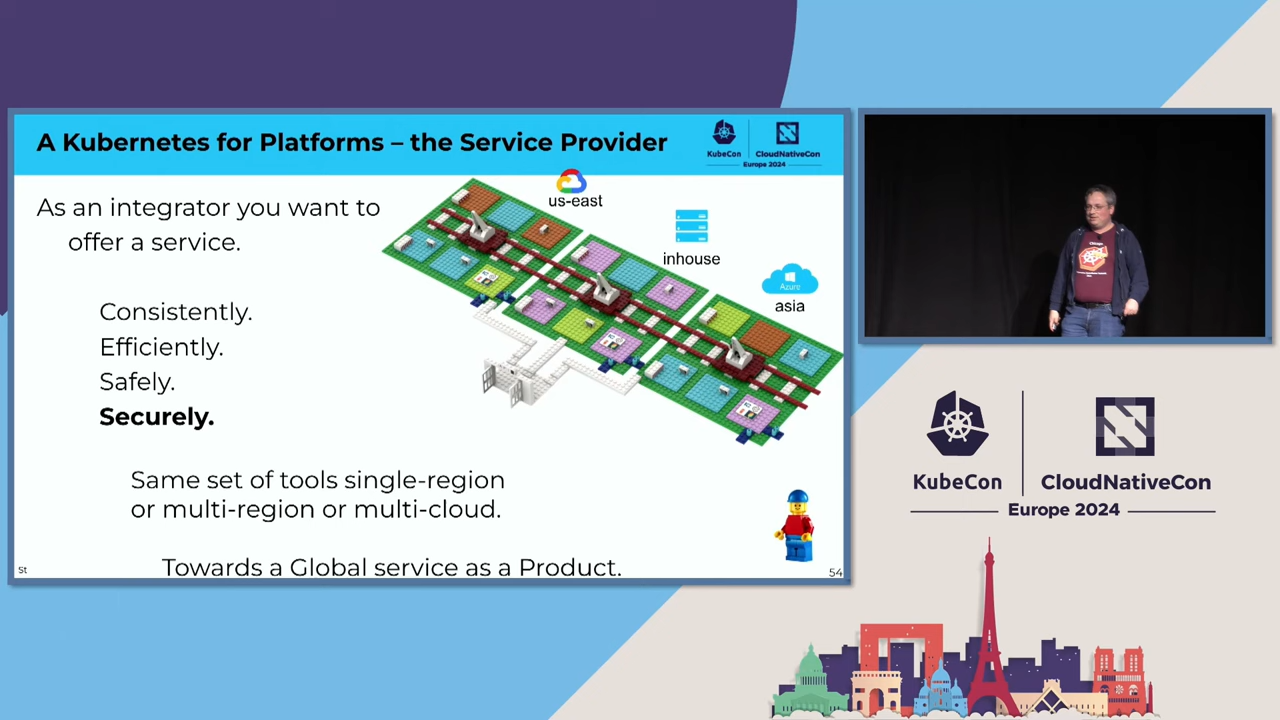 A Kubernetes for Platforms – the Service Provider
KubeCon
CloudNativeCon
Europe 2024
As an integrator you want to
offer a service.
us-east
inhouse
Azure
asia
Consistently.
Efficiently.
Safely.
Securely.
Same set of tools single-region
or multi-region or multi-cloud.
Towards a Global service as a Product.
St
54
KubeCon
CloudNativeCon
Europe 2024